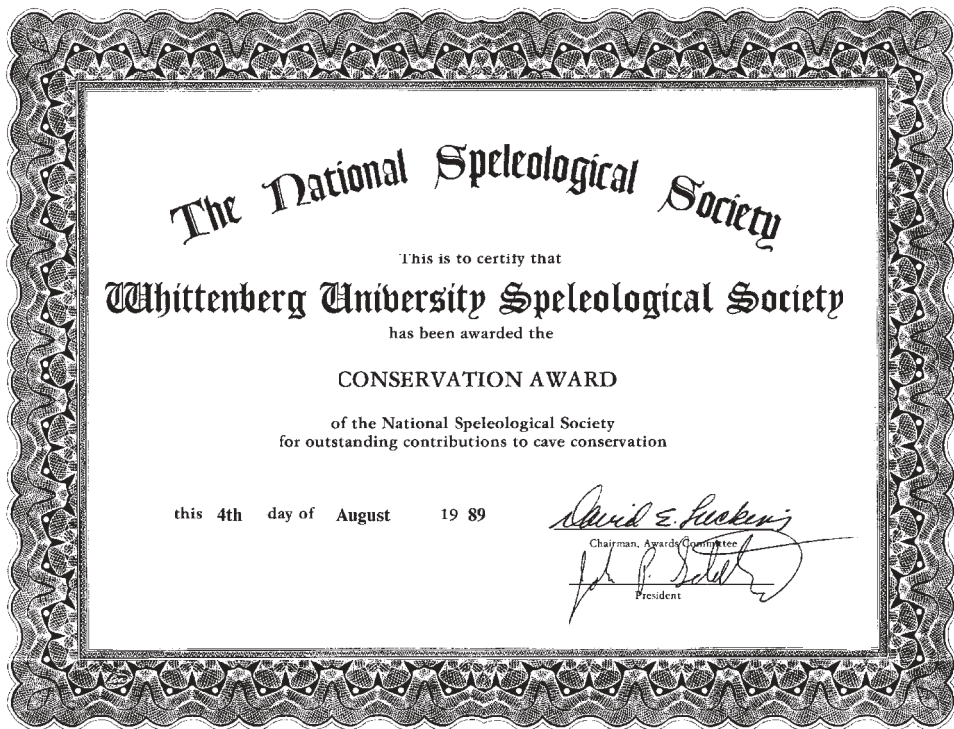 The National Speleological Society
This is to certify that
Whittenberg University Speleological Society
has been awarded the
CONSERVATION AWARD
of the National Speleological Society
for outstanding contributions to cave conservation
this 4th day of August 19 89
David E.
Chairman, Awards Committee
John P.
President